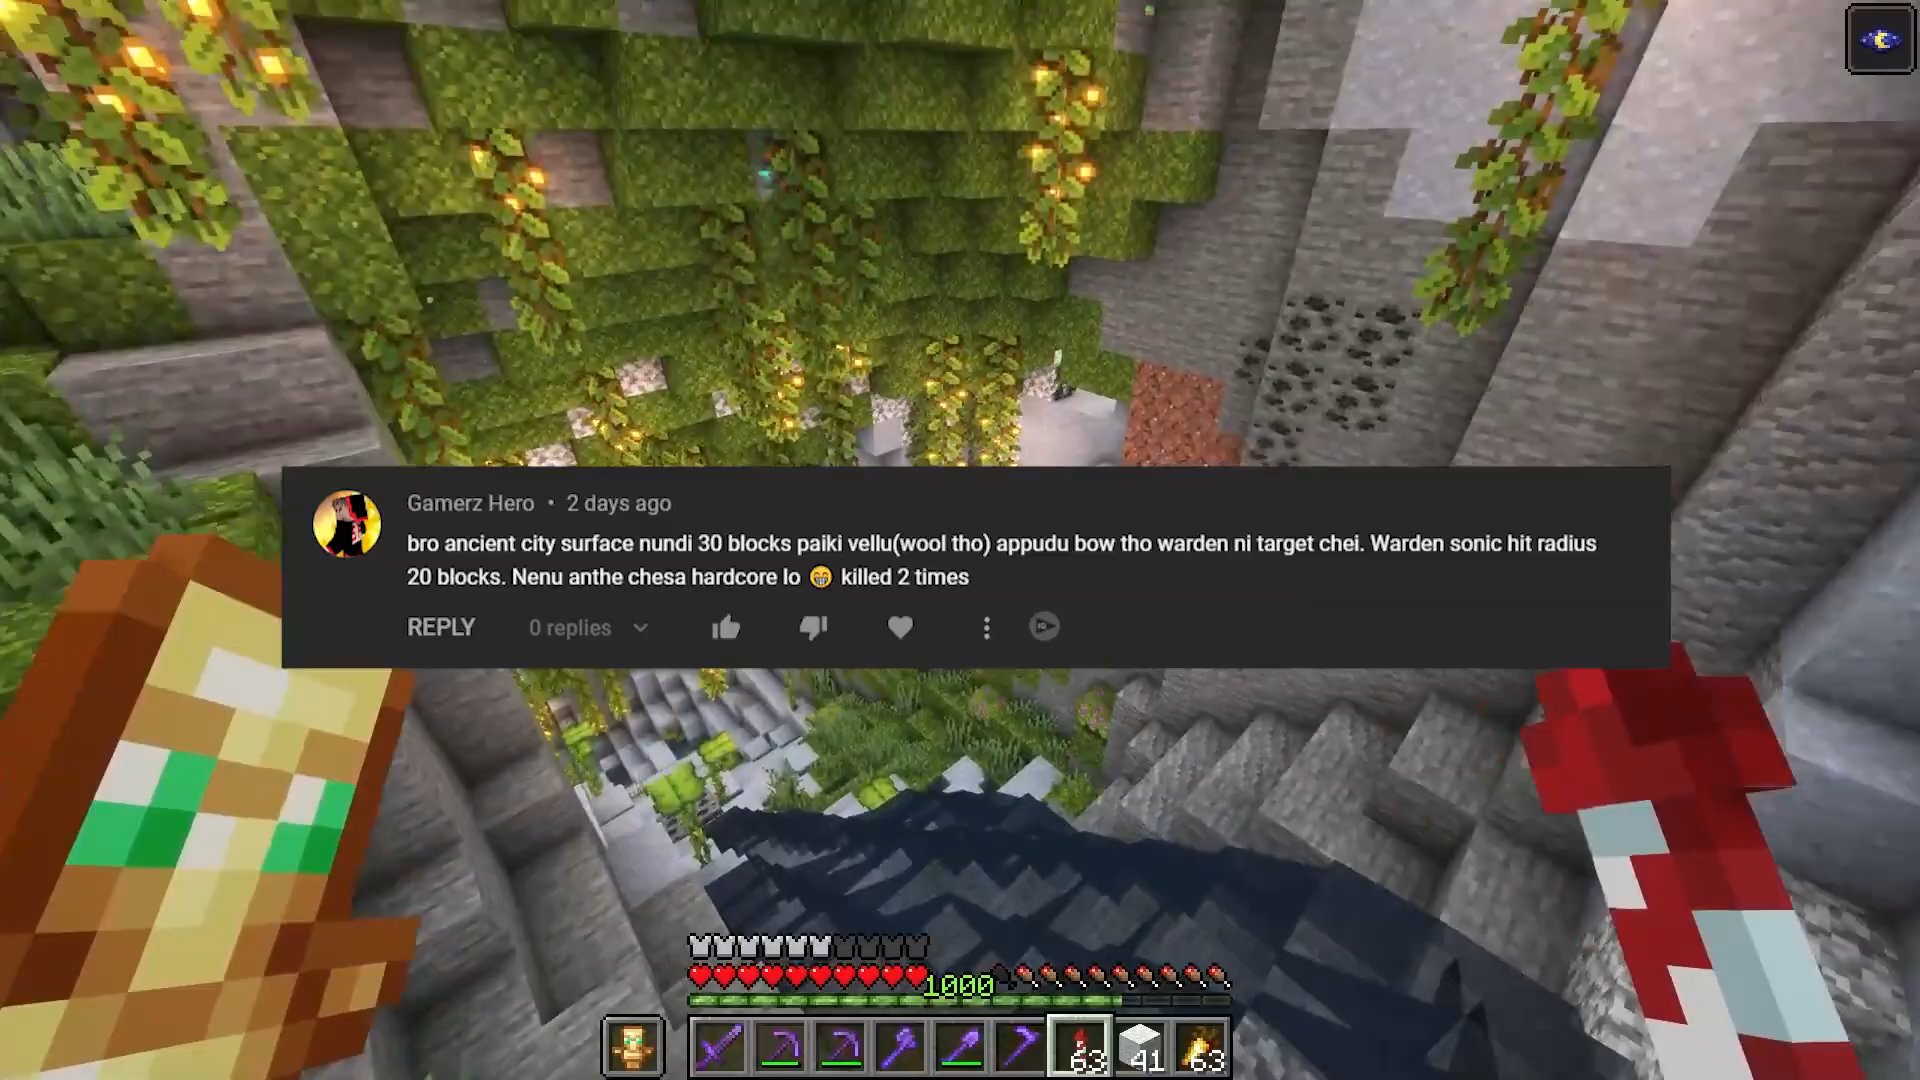 Gamerz Hero • 2 days ago
bro ancient city surface nundi 30 blocks paiki vellu(wool tho) appudu bow tho warden ni target chei. Warden sonic hit radius
20 blocks. Nenu anthe chesa hardcore lo 😁 killed 2 times
REPLY 0 replies
1000
63 41 63